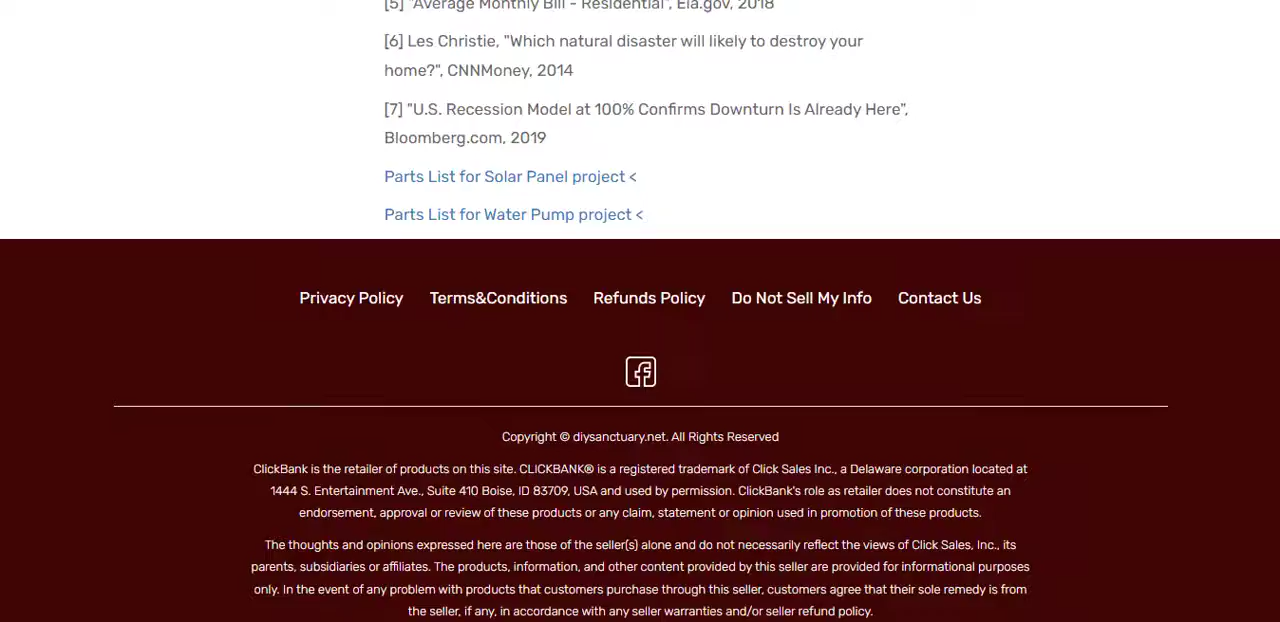 [5] "Average Monthly Bill - Residential", Eia.gov, 2018
[6] Les Christie, "Which natural disaster will likely to destroy your
home?", CNNMoney, 2014
[7] "U.S. Recession Model at 100% Confirms Downturn Is Already Here",
Bloomberg.com, 2019
Parts List for Solar Panel project <
Parts List for Water Pump project <
Privacy Policy Terms&Conditions Refunds Policy Do Not Sell My Info Contact Us
Copyright © diysanctuary.net. All Rights Reserved
ClickBank is the retailer of products on this site. CLICKBANK® is a registered trademark of Click Sales Inc., a Delaware corporation located at
1444 S. Entertainment Ave., Suite 410 Boise, ID 83709, USA and used by permission. ClickBank's role as retailer does not constitute an
endorsement, approval or review of these products or any claim, statement or opinion used in promotion of these products.
The thoughts and opinions expressed here are those of the seller(s) alone and do not necessarily reflect the views of Click Sales, Inc., its
parents, subsidiaries or affiliates. The products, information, and other content provided by this seller are provided for informational purposes
only. In the event of any problem with products that customers purchase through this seller, customers agree that their sole remedy is from
the seller, if any, in accordance with any seller warranties and/or seller refund policy.